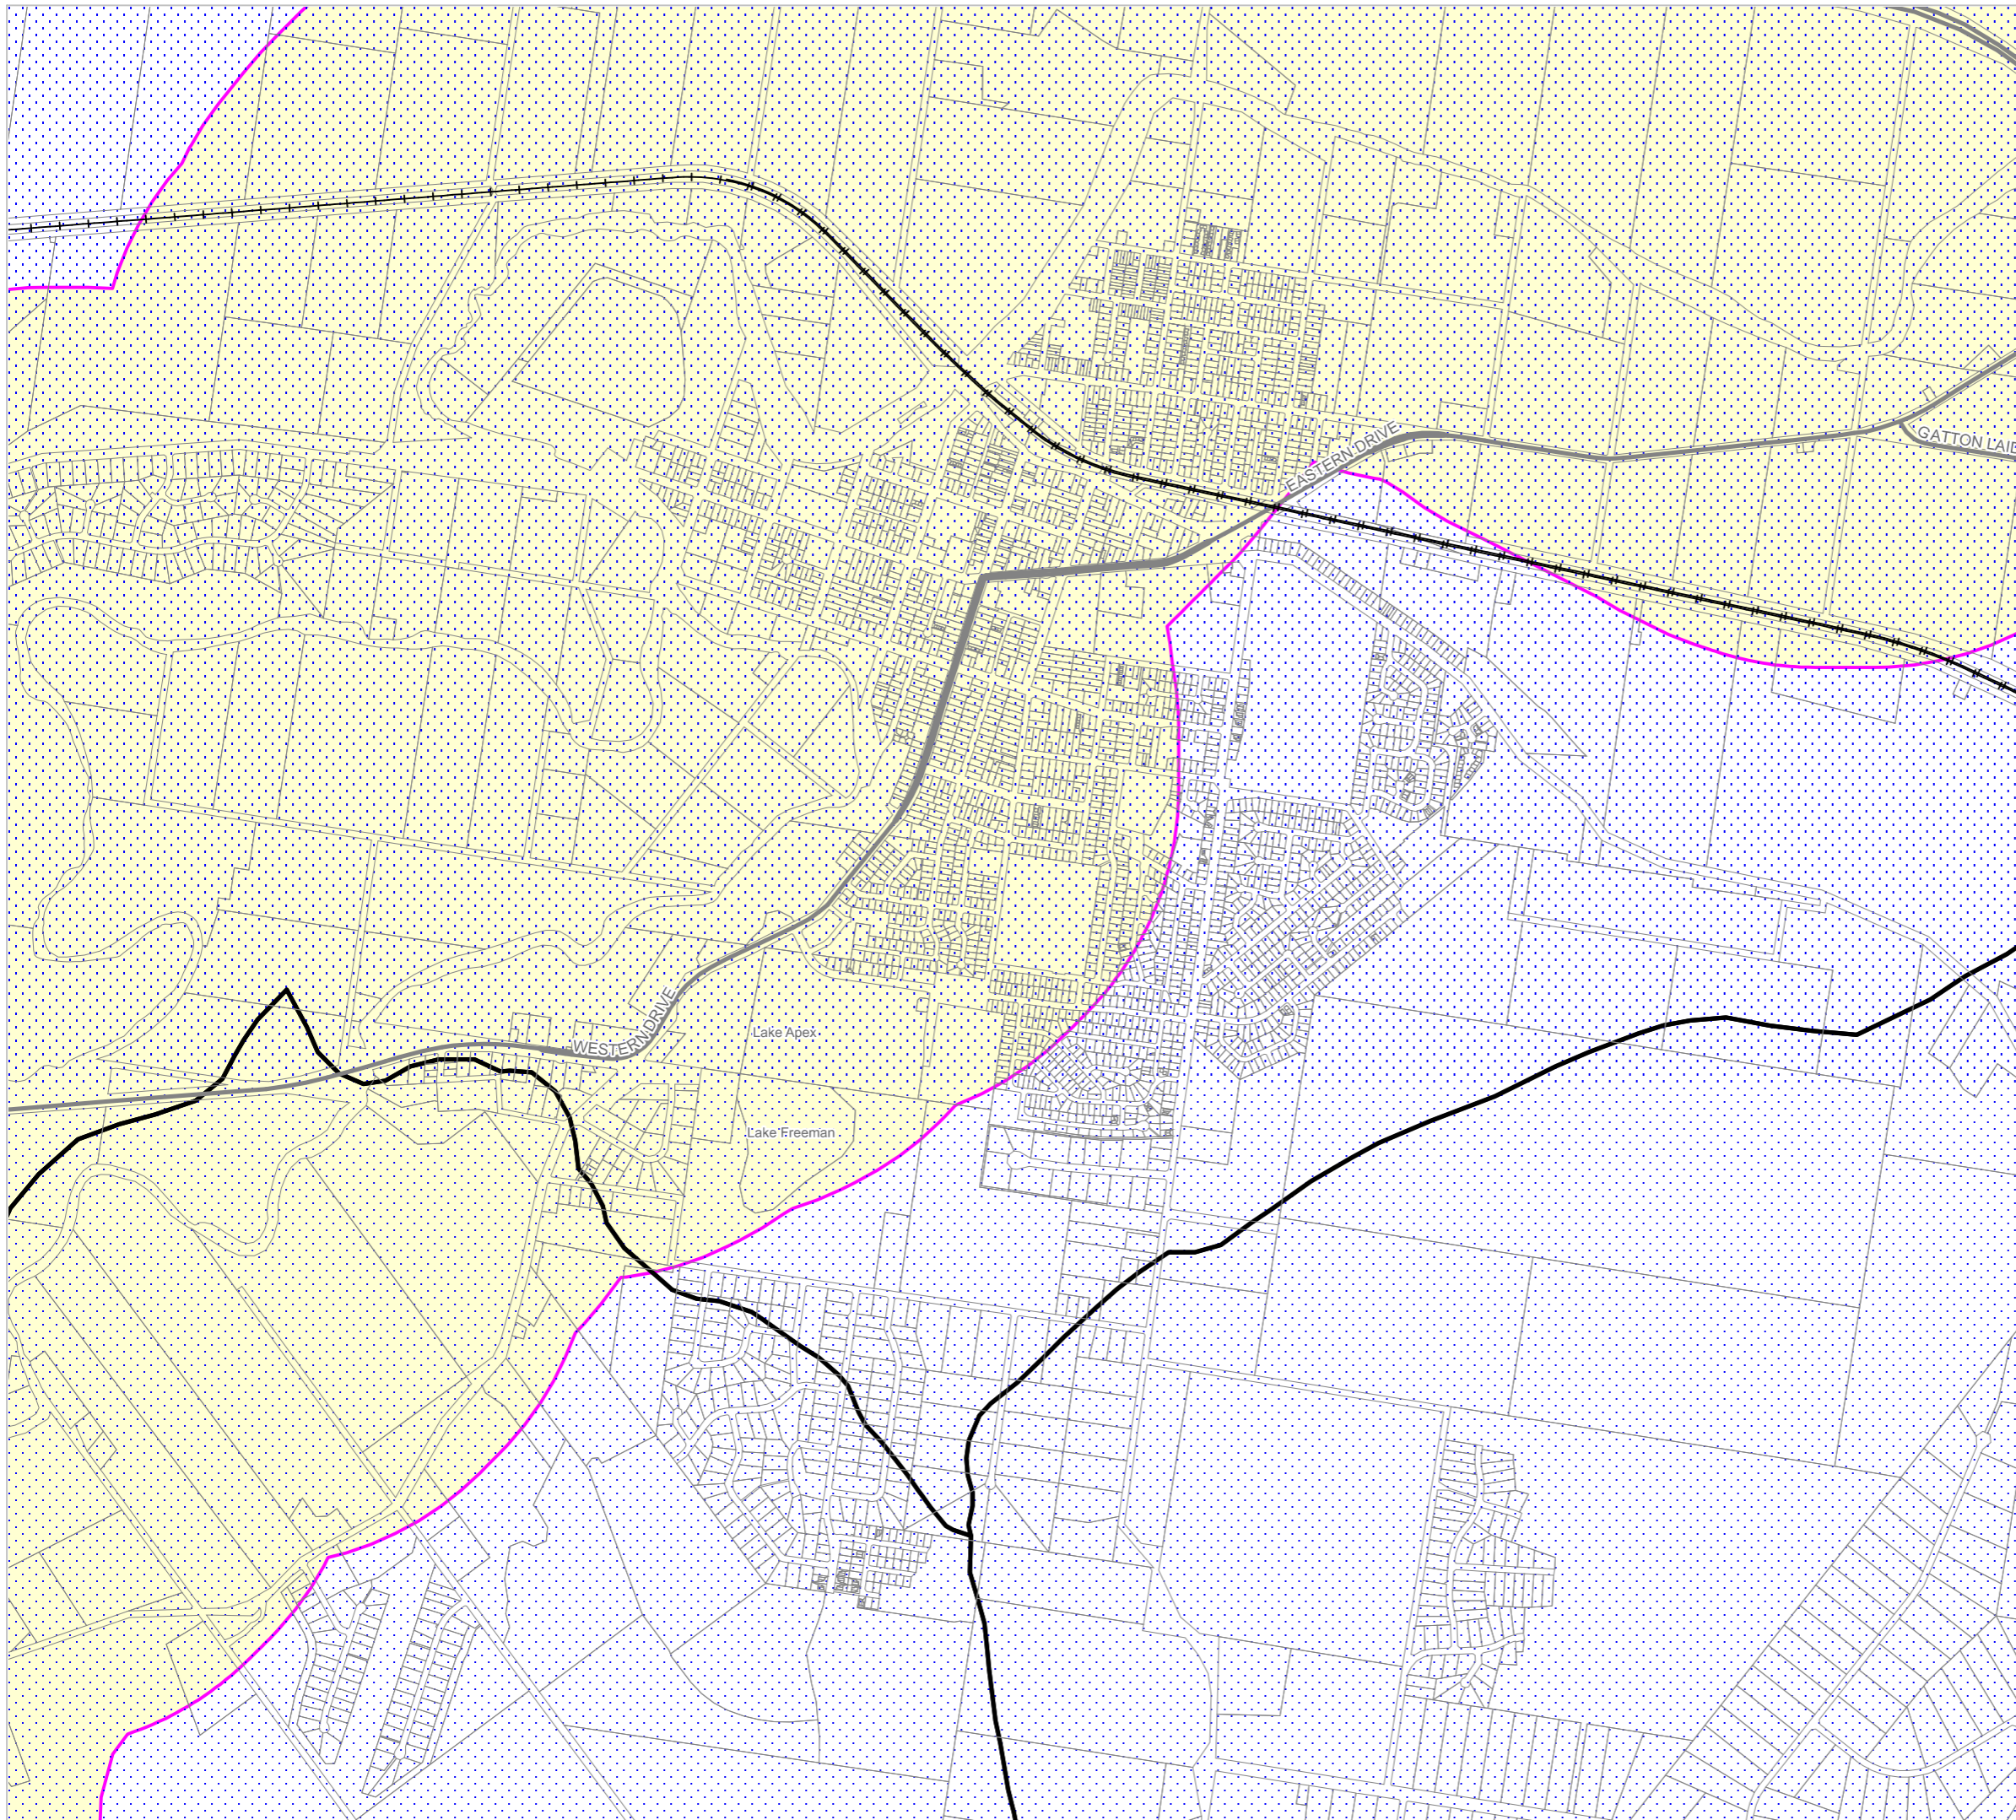 EASTERN DRIVE
GATTON LAID
WESTERN DRIVE
Lake Apex
Lake Freeman